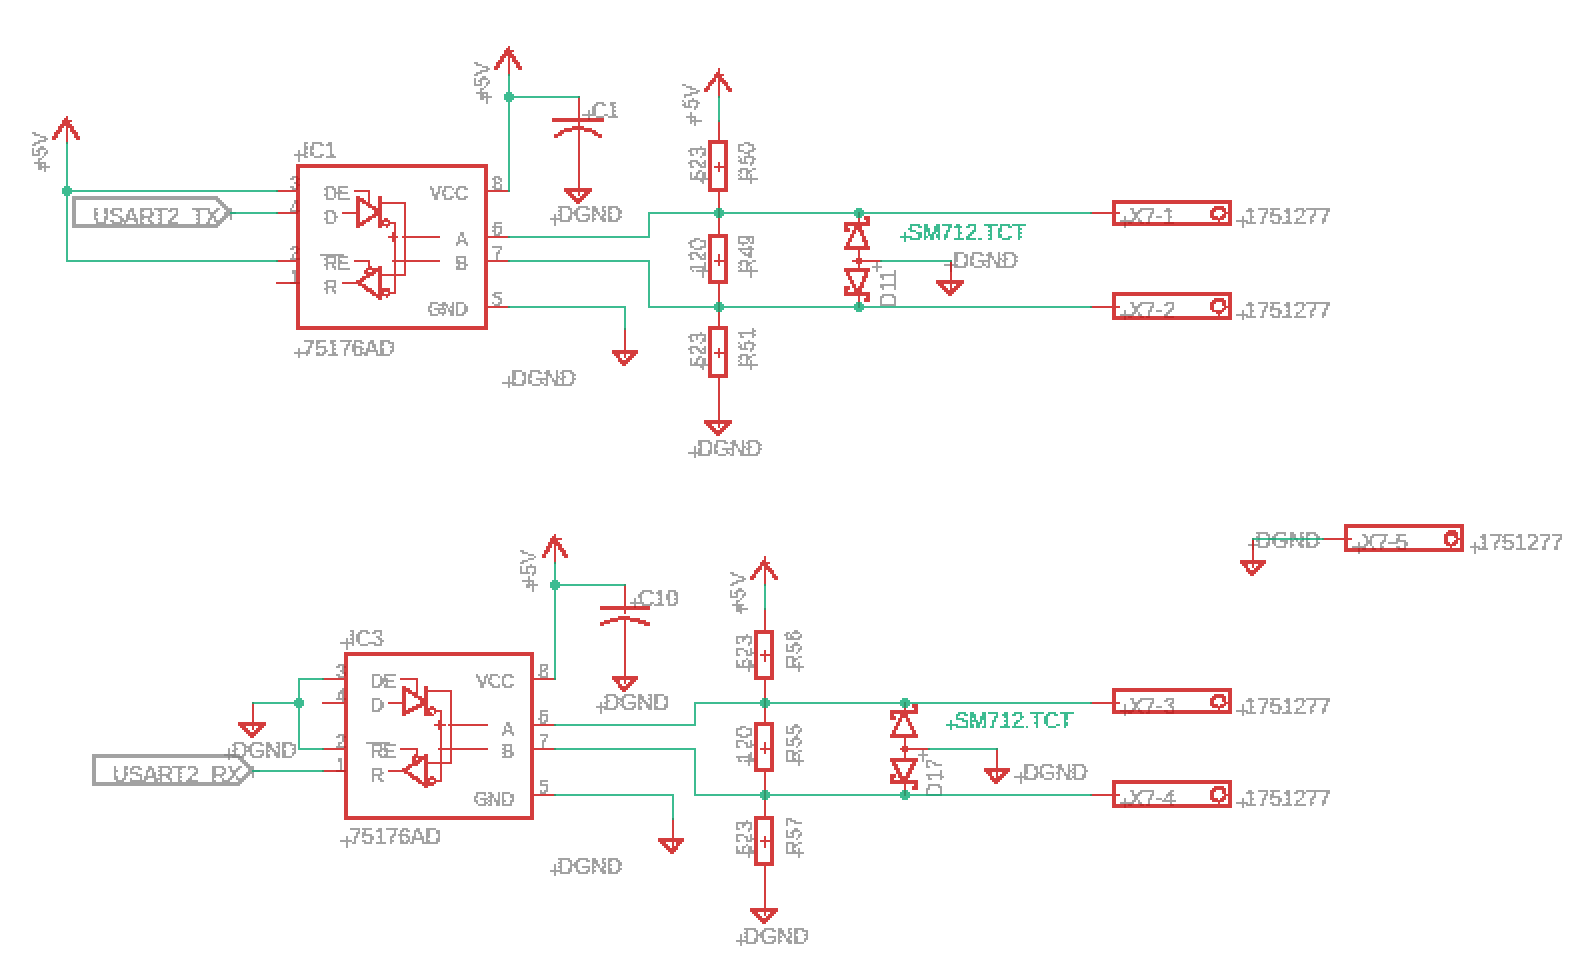 +5V
+5V
C1
+5V
IC1
3
DE
VCC
8
523
R50
USART2_TX
4
D
DGND
X7-1
1751277
6
A
SM712.TCT
2
RE
B
7
120
R49
DGND
1
R
D11
GND
5
X7-2
1751277
75176AD
523
R51
DGND
DGND
DGND
X7-5
1751277
+5V
+5V
C10
IC3
523
R56
3
DE
VCC
8
4
D
DGND
X7-3
1751277
6
A
SM712.TCT
DGND
2
RE
B
7
120
R55
USART2_RX
1
R
D17
DGND
GND
5
X7-4
1751277
75176AD
523
R57
DGND
DGND